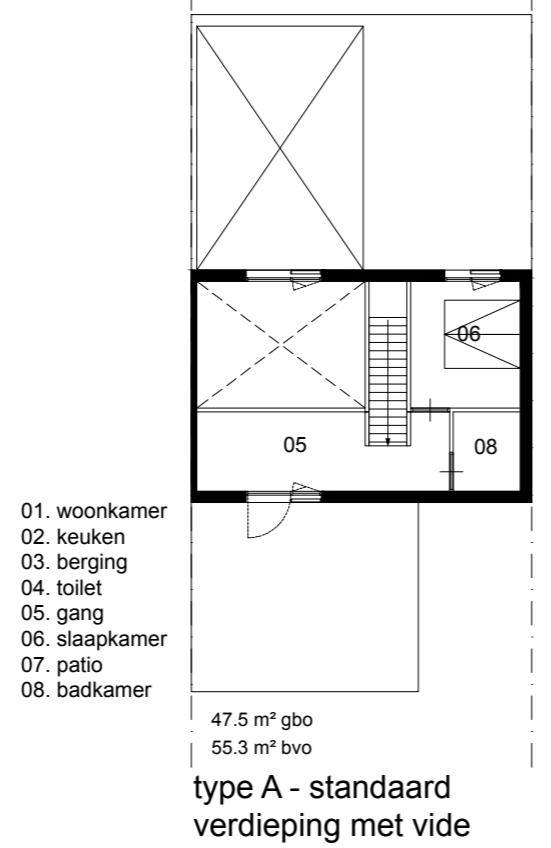 06
05
08
01. woonkamer
02. keuken
03. berging
04. toilet
05. gang
06. slaapkamer
07. patio
08. badkamer
47.5 m² gbo
55.3 m² bvo
type A - standaard
verdieping met vide